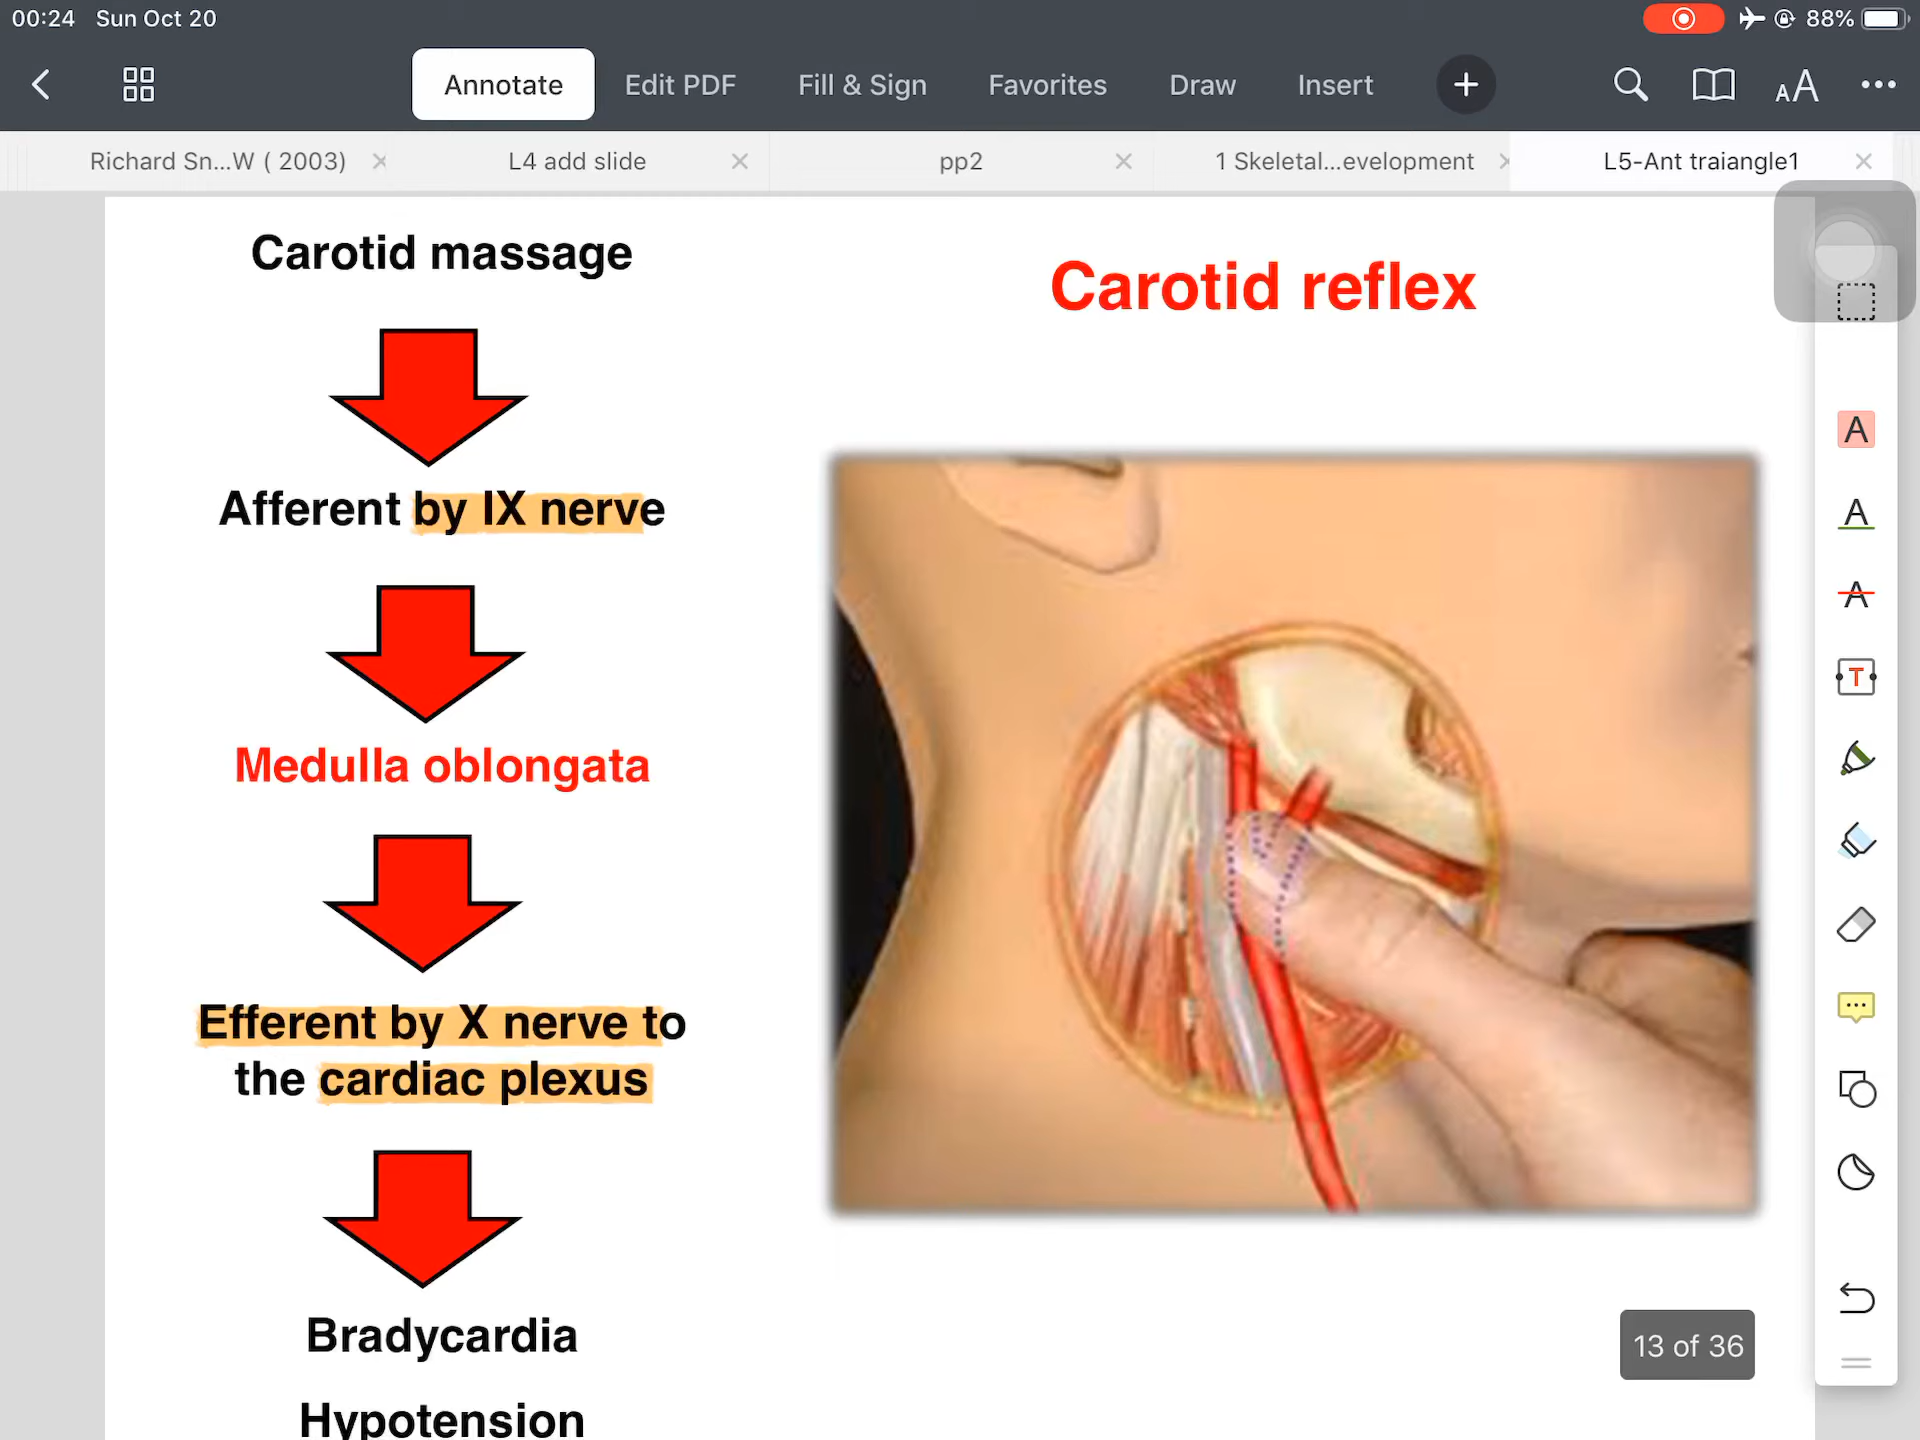 00:24 Sun Oct 20
88%
Annotate Edit PDF Fill & Sign Favorites Draw Insert
AA
Richard Sn...W ( 2003) L4 add slide pp2 1 Skeletal...evelopment L5-Ant traiangle1
Carotid massage
Afferent by IX nerve
Medulla oblongata
Efferent by X nerve to
the cardiac plexus
Bradycardia
Hypotension
Carotid reflex
A
A
A
T
13 of 36